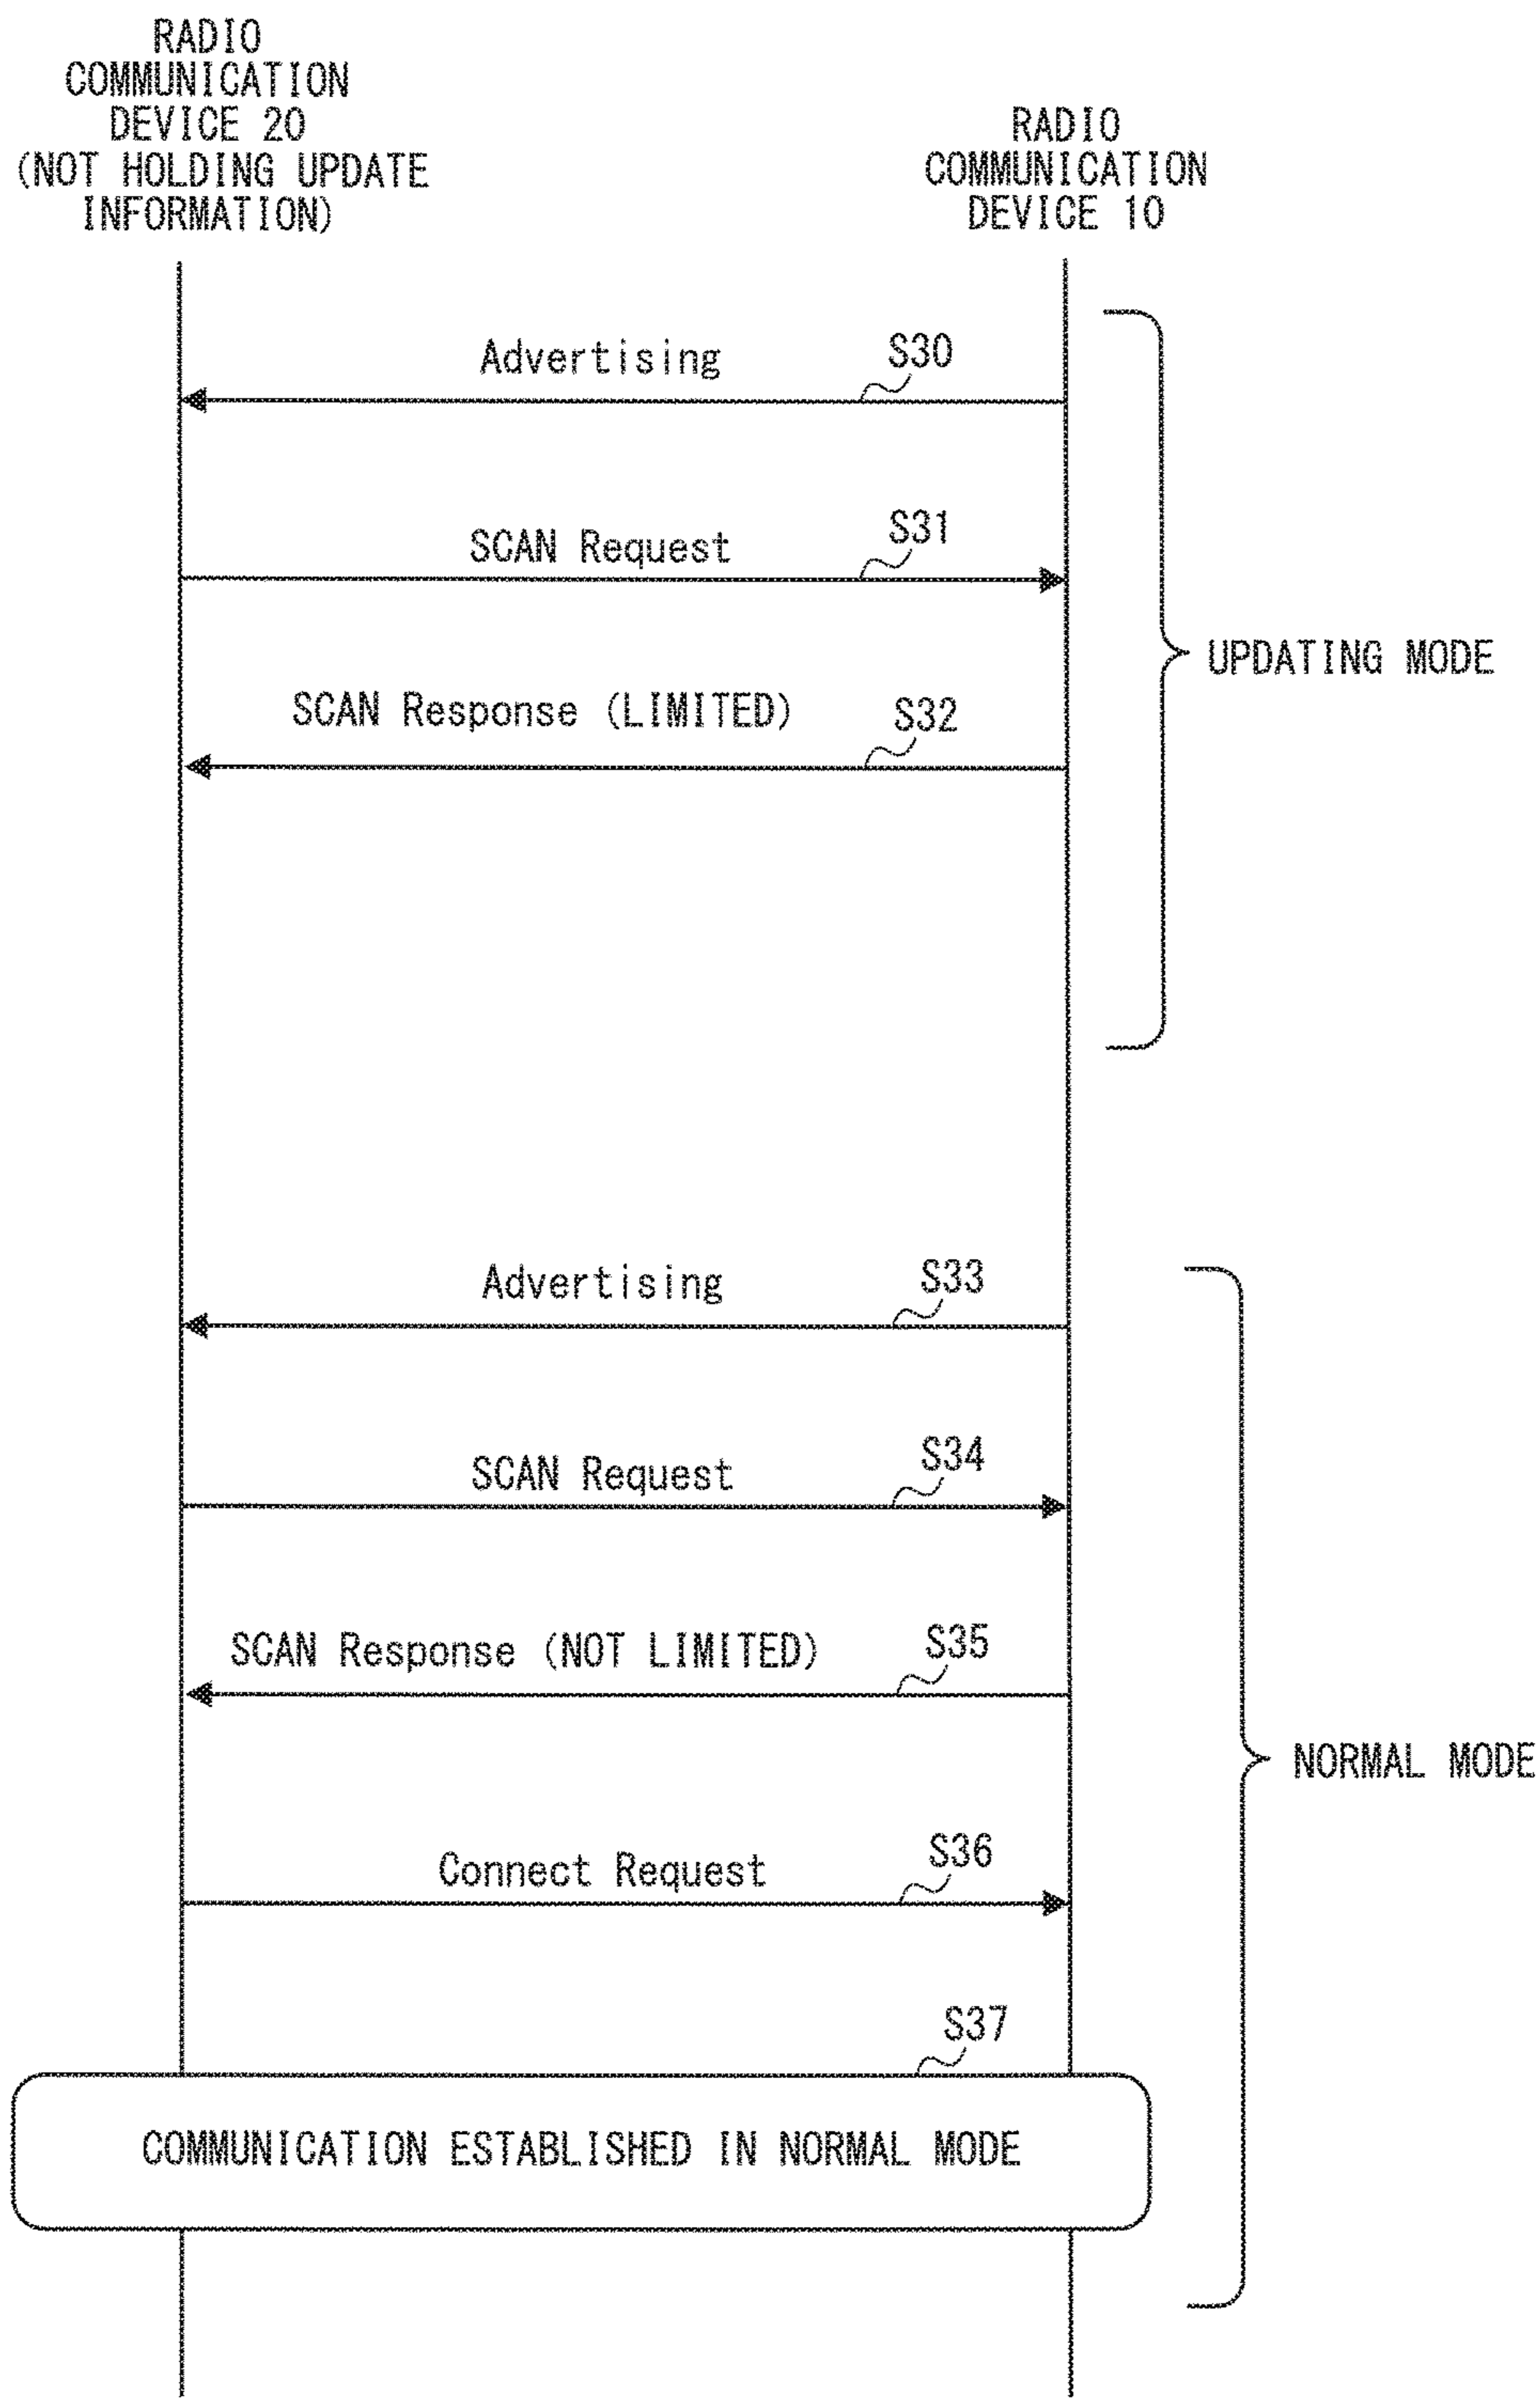 RADIO
COMMUNICATION
DEVICE 20
(NOT HOLDING UPDATE
INFORMATION)
RADIO
COMMUNICATION
DEVICE 10
Advertising
S30
SCAN Request
S31
UPDATING MODE
SCAN Response (LIMITED)
S32
Advertising
S33
SCAN Request
S34
SCAN Response (NOT LIMITED)
S35
NORMAL MODE
Connect Request
S36
S37
COMMUNICATION ESTABLISHED IN NORMAL MODE